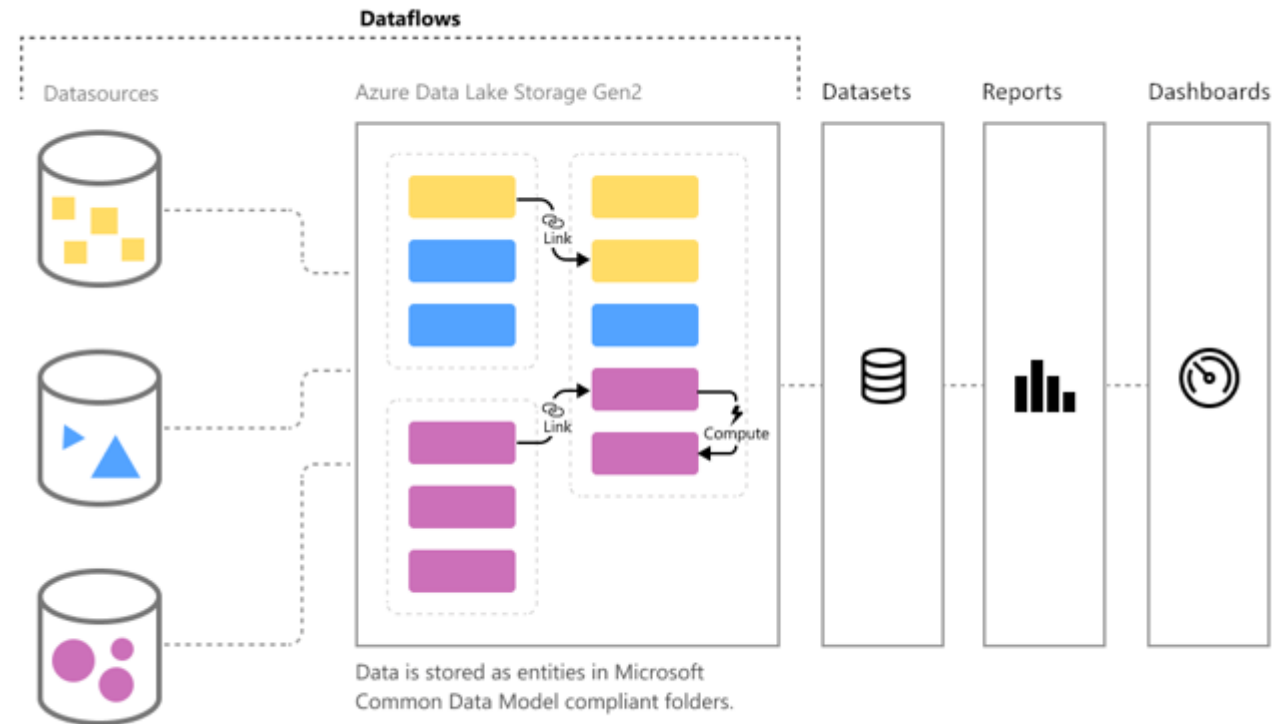 Dataflows
Datasources
Azure Data Lake Storage Gen2
Datasets
Reports
Dashboards
Link
Link
Compute
Data is stored as entities in Microsoft
Common Data Model compliant folders.